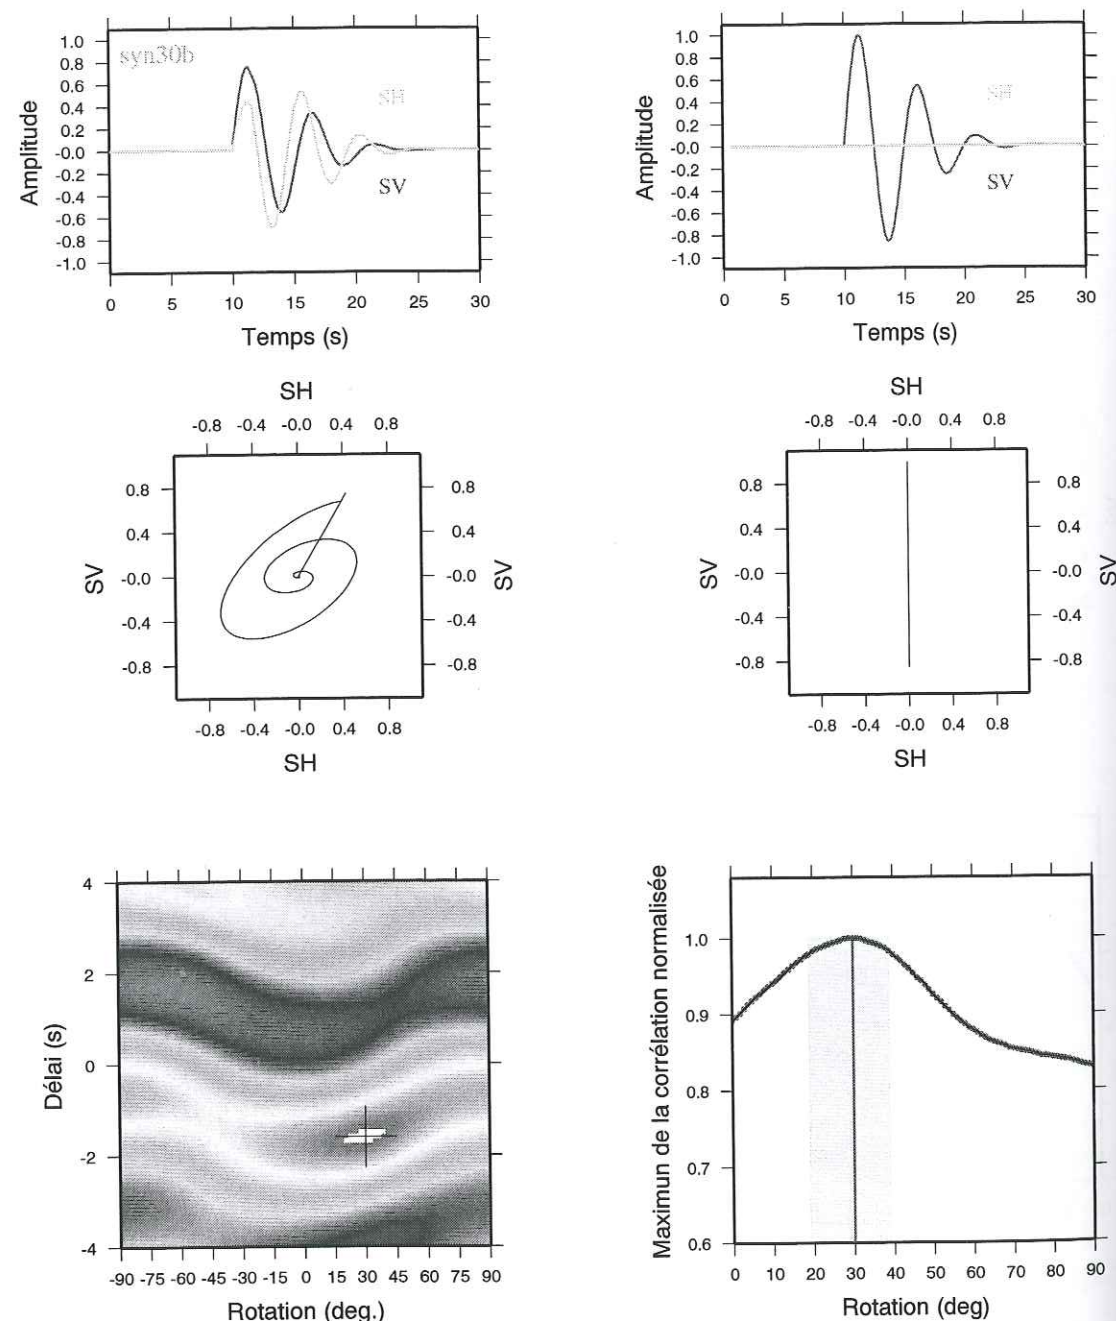 syn30b
Amplitude
1.0
0.8
0.6
0.4
0.2
-0.0
-0.2
-0.4
-0.6
-0.8
-1.0
SH
SV
0 5 10 15 20 25 30
Temps (s)
Amplitude
1.0
0.8
0.6
0.4
0.2
-0.0
-0.2
-0.4
-0.6
-0.8
-1.0
SH
SV
0 5 10 15 20 25 30
Temps (s)
SH
-0.8 -0.4 -0.0 0.4 0.8
SV
0.8
0.4
-0.0
-0.4
-0.8
0.8
0.4
-0.0
-0.4
-0.8
SV
-0.8 -0.4 -0.0 0.4 0.8
SH
SH
-0.8 -0.4 -0.0 0.4 0.8
SV
0.8
0.4
-0.0
-0.4
-0.8
0.8
0.4
-0.0
-0.4
-0.8
SV
-0.8 -0.4 -0.0 0.4 0.8
SH
Délai (s)
4
2
0
-2
-4
-90 -75 -60 -45 -30 -15 0 15 30 45 60 75 90
Rotation (deg.)
Maximun de la corrélation normalisée
1.0
0.9
0.8
0.7
0.6
0 10 20 30 40 50 60 70 80 90
Rotation (deg)